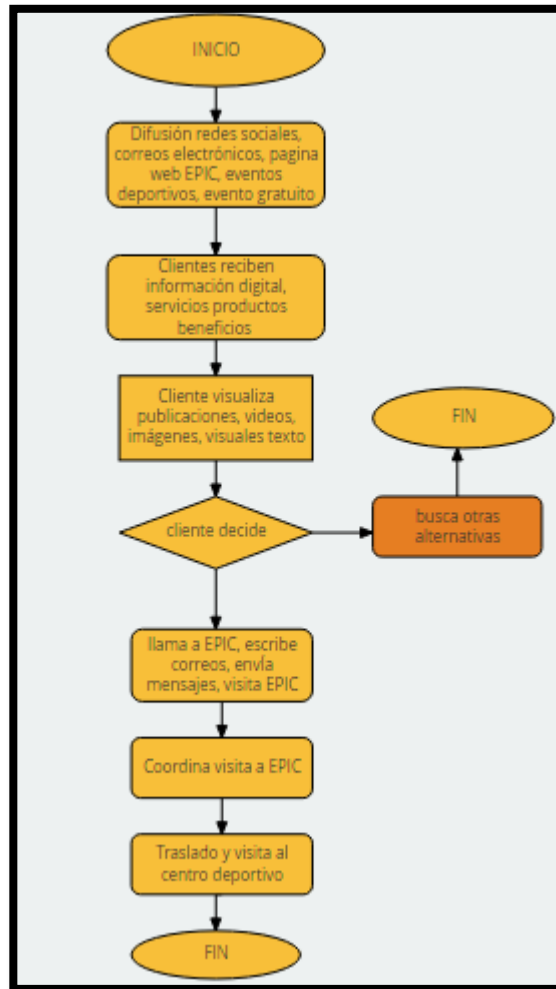 INICIO
Difusión redes sociales,
correos electrónicos, pagina
web EPIC, eventos
deportivos, evento gratuito
Clientes reciben
información digital,
servicios productos
beneficios
Cliente visualiza
publicaciones, videos,
imágenes, visuales texto
FIN
cliente decide
busca otras
alternativas
llama a EPIC, escribe
correos, envía
mensajes, visita EPIC
Coordina visita a EPIC
Traslado y visita al
centro deportivo
FIN